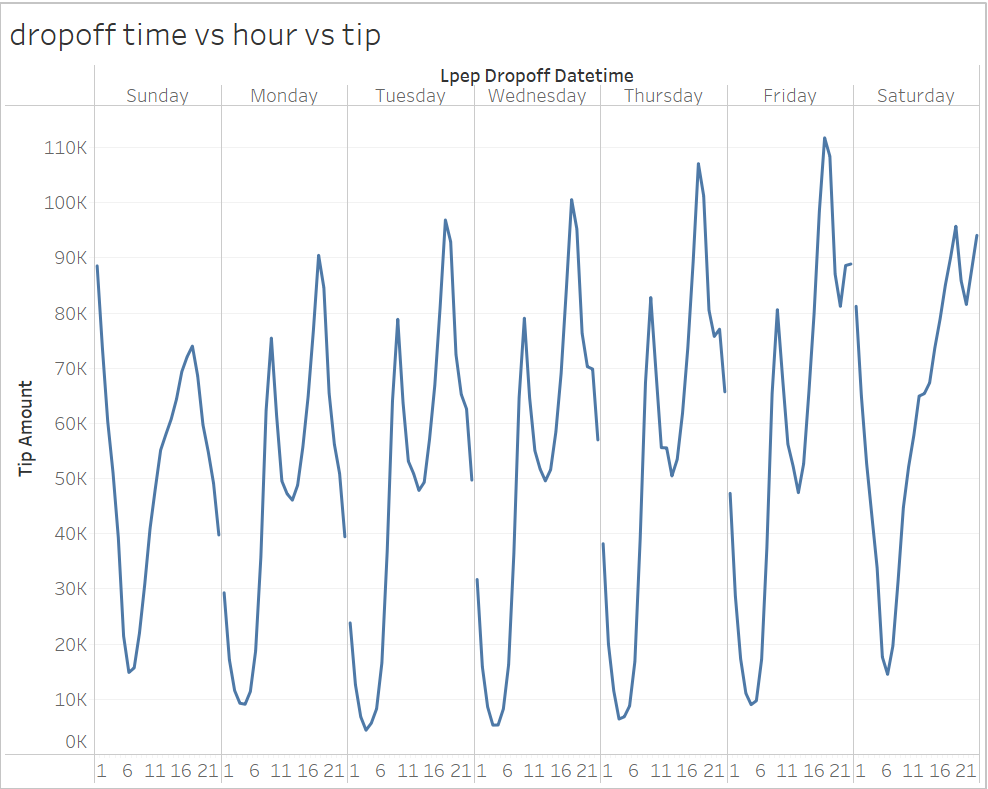 dropoff time vs hour vs tip
Lpep Dropoff Datetime
Sunday Monday Tuesday Wednesday Thursday Friday Saturday
110K
100K
90K
80K
70K
60K
50K
40K
30K
20K
10K
0K
Tip Amount
1 6 11 16 21 1 6 11 16 21 1 6 11 16 21 1 6 11 16 21 1 6 11 16 21 1 6 11 16 21 1 6 11 16 21